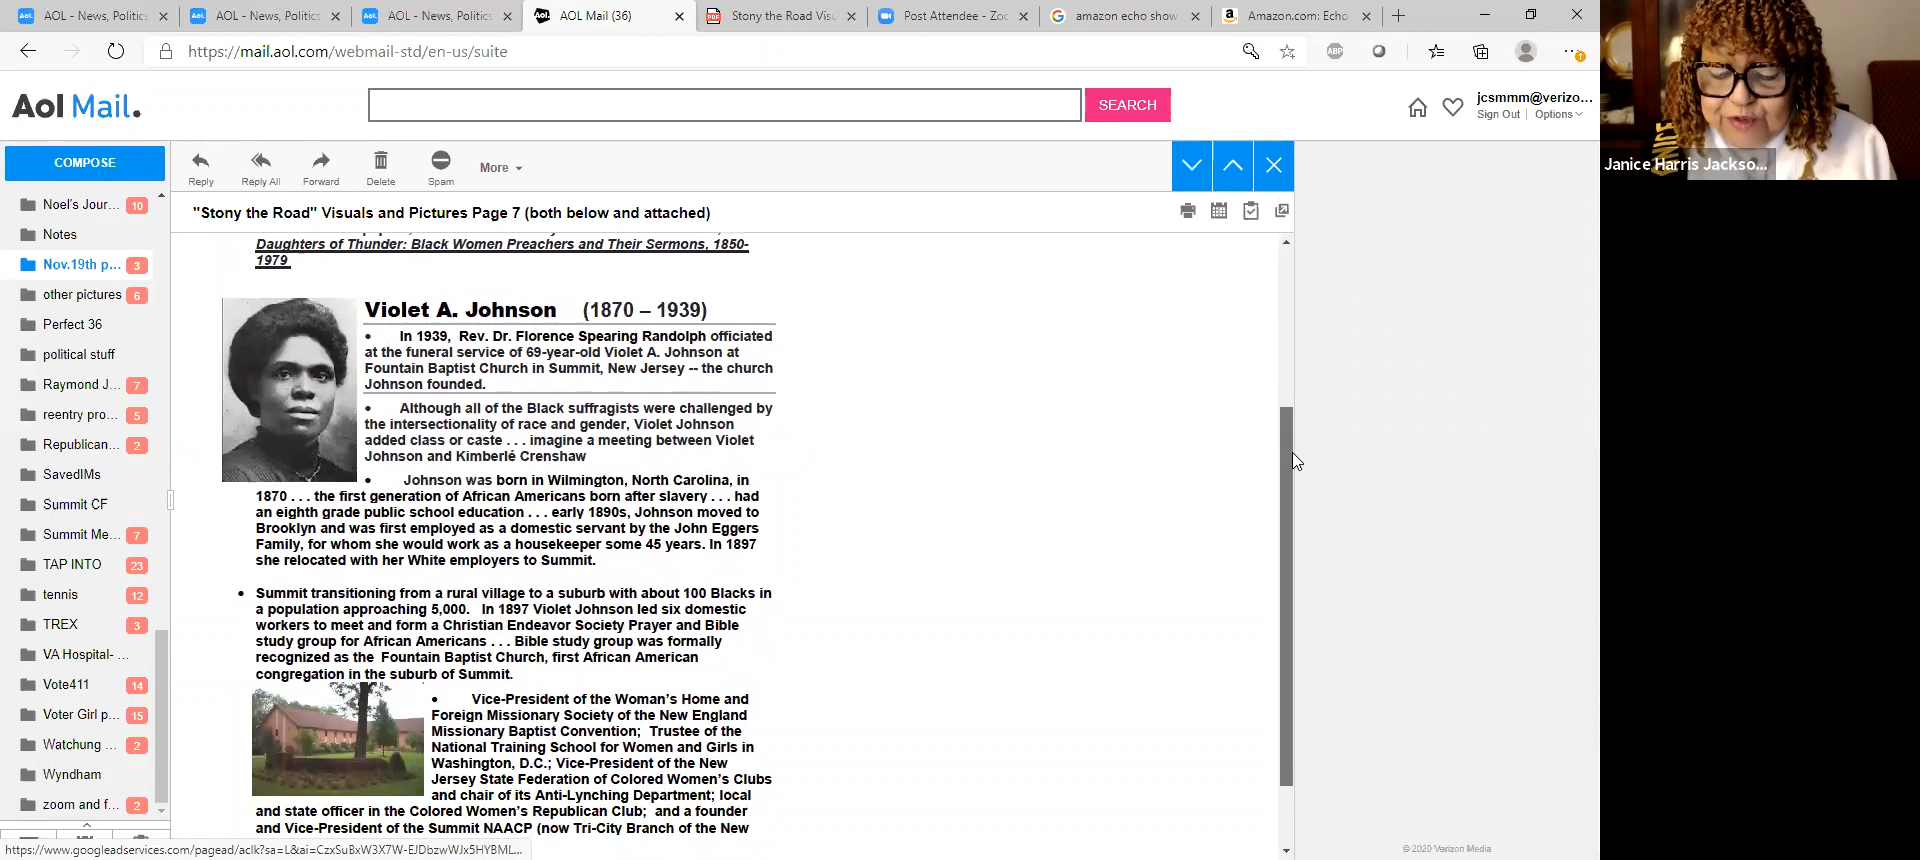 AOL - News, Politics
AOL - News, Politics
AOL - News, Politics
AOL Mail (36)
Stony the Road Visu
Post Attendee - Zoo
amazon echo show
Amazon.com: Echo
https://mail.aol.com/webmail-std/en-us/suite
ABP
Aol Mail.
SEARCH
jcsmmm@verizo...
Sign Out | Options
COMPOSE
Reply
Reply All
Forward
Delete
Spam
More
Noel's Jour... 10
Notes
Nov.19th p... 3
other pictures 6
Perfect 36
political stuff
Raymond J... 7
reentry pro... 5
Republican... 2
SavedIMs
Summit CF
Summit Me... 7
TAP INTO 23
tennis 12
TREX 3
VA Hospital- ...
Vote411 14
Voter Girl p... 15
Watchung ... 2
Wyndham
zoom and f... 2
"Stony the Road" Visuals and Pictures Page 7 (both below and attached)
Daughters of Thunder: Black Women Preachers and Their Sermons, 1850-
1979
Violet A. Johnson (1870 – 1939)
• In 1939, Rev. Dr. Florence Spearing Randolph officiated
at the funeral service of 69-year-old Violet A. Johnson at
Fountain Baptist Church in Summit, New Jersey -- the church
Johnson founded.
• Although all of the Black suffragists were challenged by
the intersectionality of race and gender, Violet Johnson
added class or caste . . . imagine a meeting between Violet
Johnson and Kimberlé Crenshaw
• Johnson was born in Wilmington, North Carolina, in
1870 . . . the first generation of African Americans born after slavery . . . had
an eighth grade public school education . . . early 1890s, Johnson moved to
Brooklyn and was first employed as a domestic servant by the John Eggers
Family, for whom she would work as a housekeeper some 45 years. In 1897
she relocated with her White employers to Summit.
• Summit transitioning from a rural village to a suburb with about 100 Blacks in
a population approaching 5,000. In 1897 Violet Johnson led six domestic
workers to meet and form a Christian Endeavor Society Prayer and Bible
study group for African Americans . . . Bible study group was formally
recognized as the Fountain Baptist Church, first African American
congregation in the suburb of Summit.
• Vice-President of the Woman's Home and
Foreign Missionary Society of the New England
Missionary Baptist Convention; Trustee of the
National Training School for Women and Girls in
Washington, D.C.; Vice-President of the New
Jersey State Federation of Colored Women's Clubs
and chair of its Anti-Lynching Department; local
and state officer in the Colored Women's Republican Club; and a founder
and Vice-President of the Summit NAACP (now Tri-City Branch of the New
https://www.googleadservices.com/pagead/aclk?sa=L&ai=CzxSuBxW3X7W-EJDbzwWJx5HYBML...
© 2020 Verizon Media
Janice Harris Jackso...